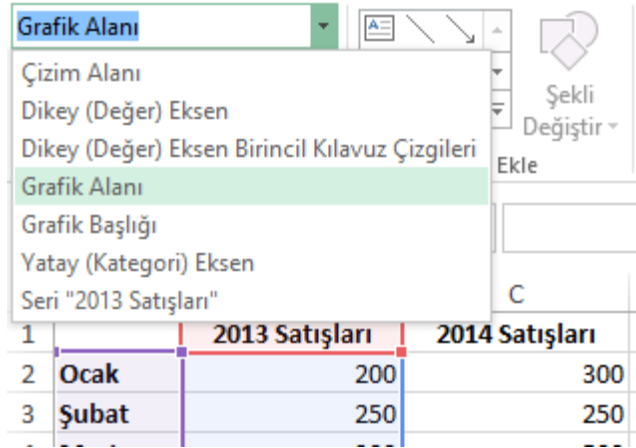 Grafik Alanı
Çizim Alanı
Dikey (Değer) Eksen
Dikey (Değer) Eksen Birincil Kılavuz Çizgileri
Grafik Alanı
Grafik Başlığı
Yatay (Kategori) Eksen
Seri "2013 Satışları"
Şekli
Değiştir
Ekle
C
1 2013 Satışları 2014 Satışları
2 Ocak 200 300
3 Şubat 250 250